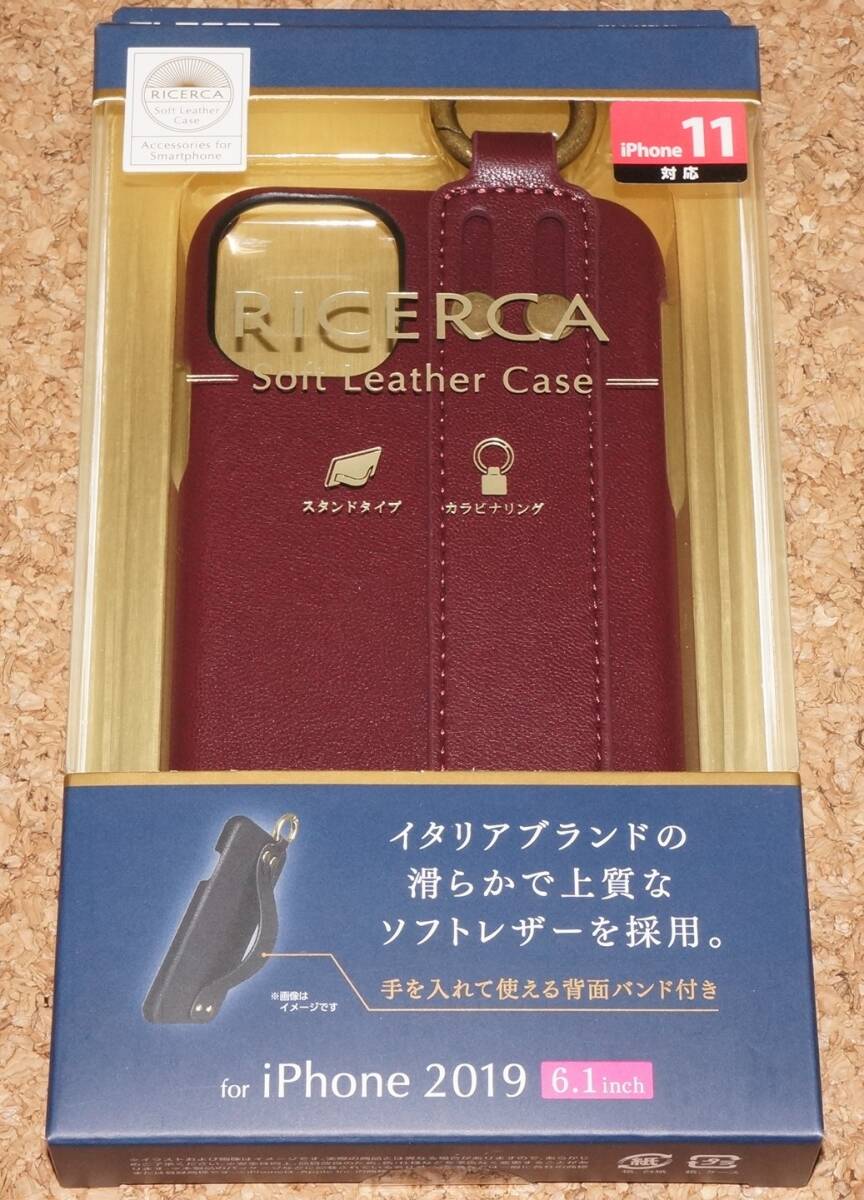 RICERCA
Soft Leather
Case
Accessories for
Smartphone
iPhone 11
対応
RICERCA
Soft Leather Case
スタンドタイプ
カラビナリング
イタリアブランドの
滑らかで上質な
ソフトレザーを採用。
※画像は
イメージです
手を入れて使える背面バンド付き
for iPhone 2019 6.1inch
紙
プラ